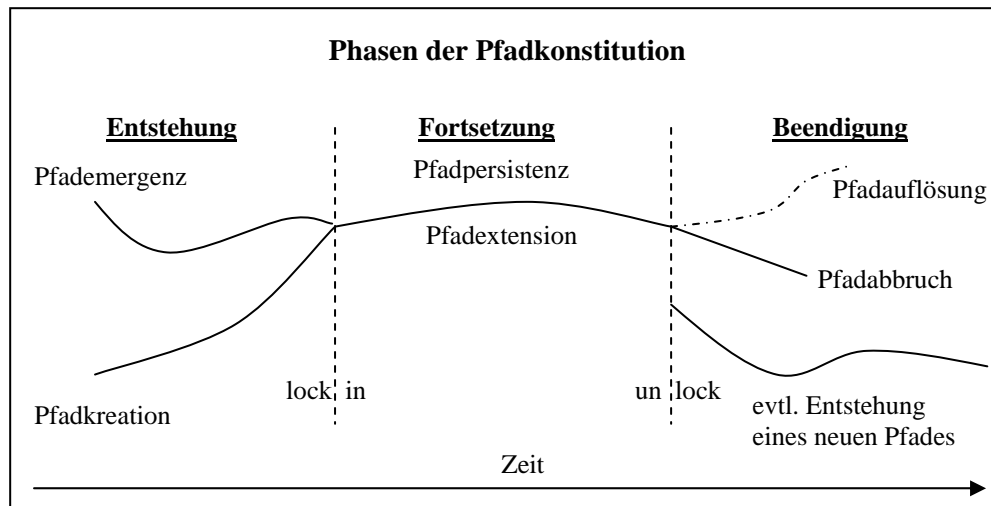 Phasen der Pfadkonstitution
Entstehung
Fortsetzung
Beendigung
Pfademergenz
Pfadpersistenz
Pfadauflösung
Pfadextension
Pfadabbruch
Pfadkreation
lock in
un lock
evtl. Entstehung
eines neuen Pfades
Zeit